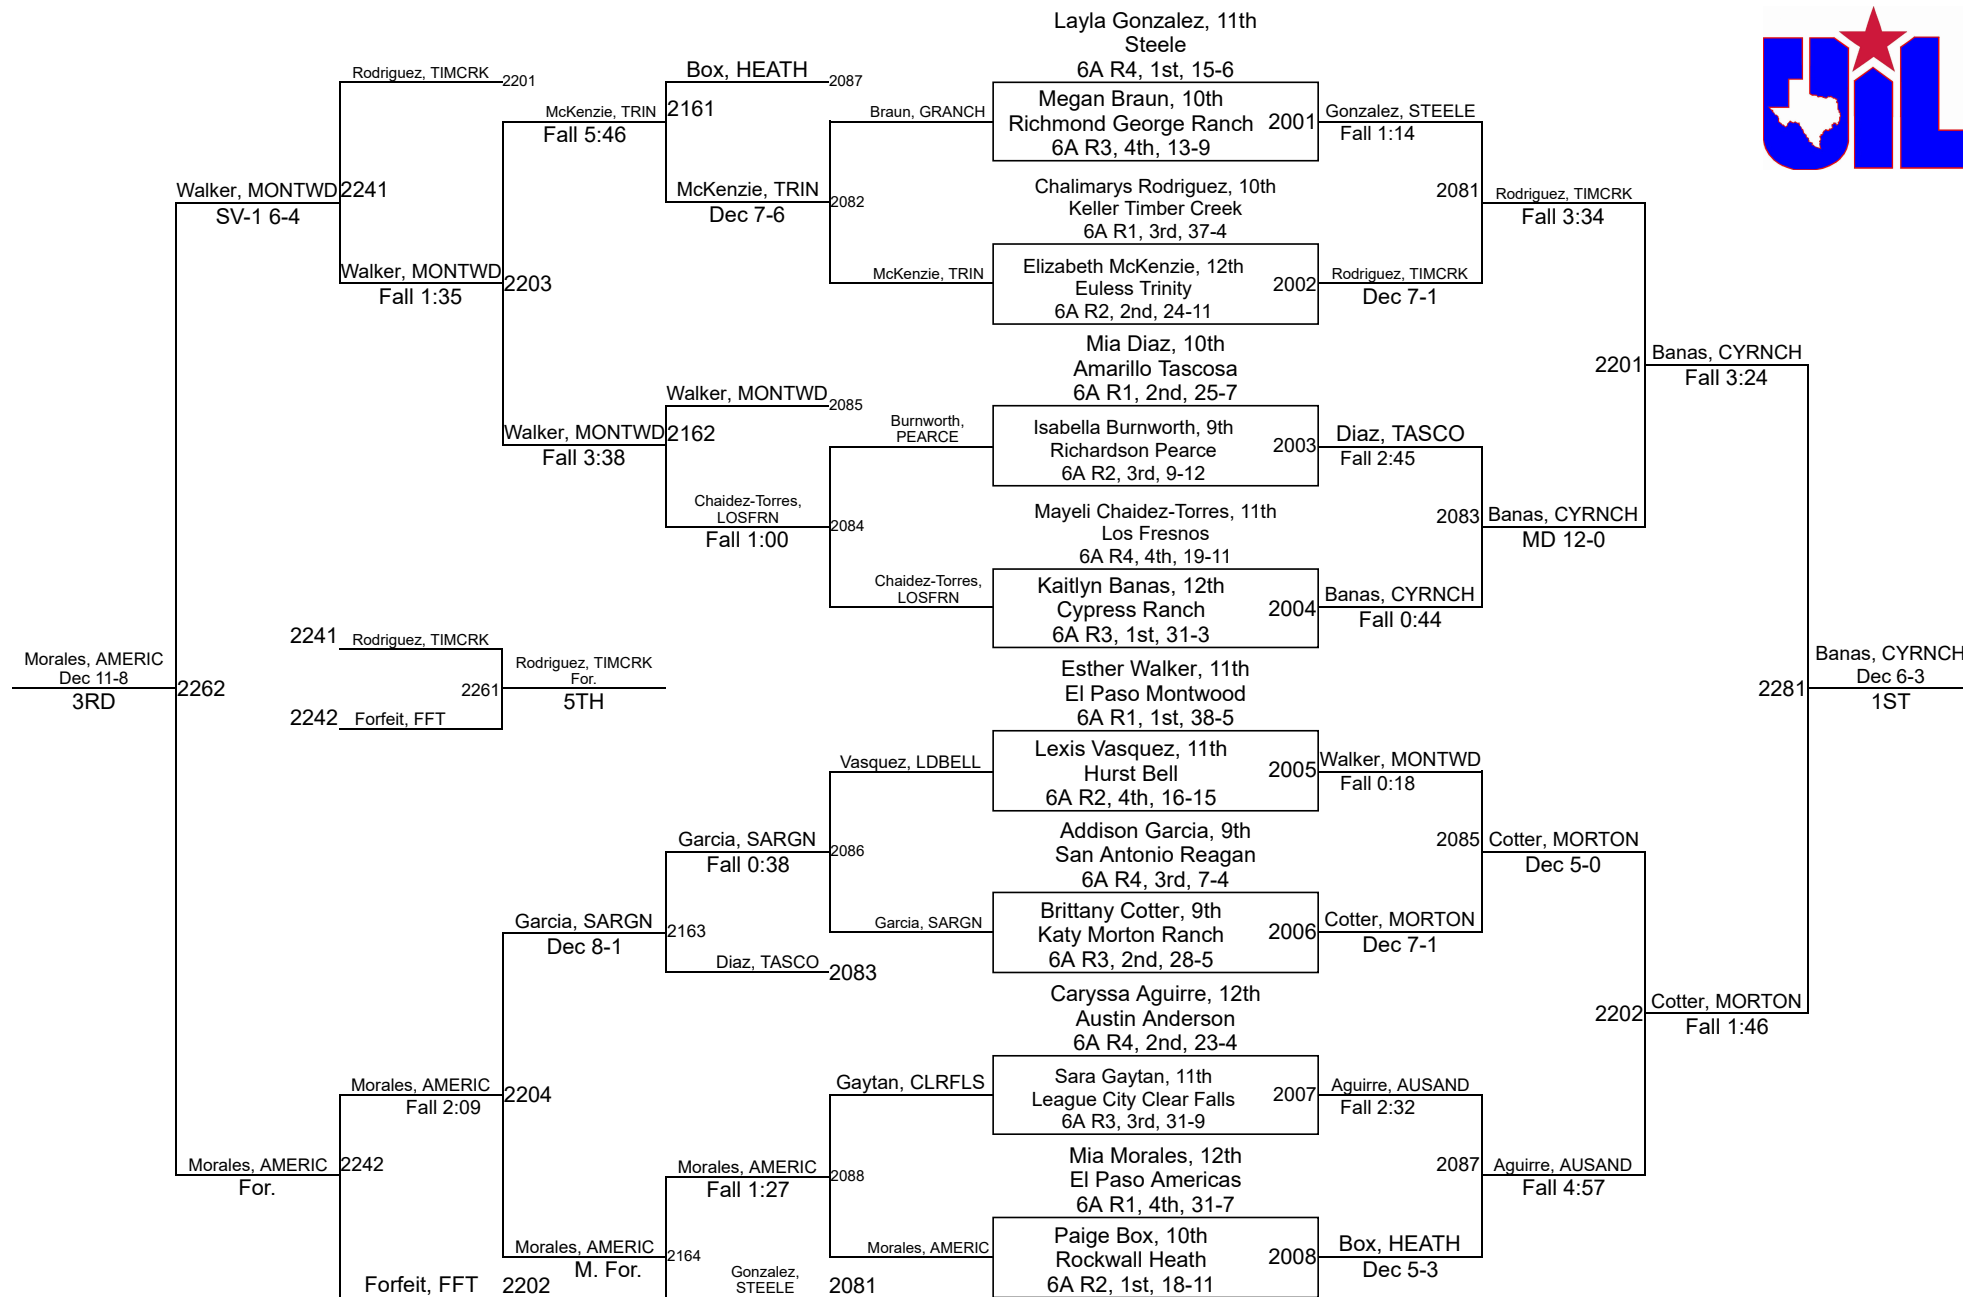 Layla Gonzalez, 11th
Steele
6A R4, 1st, 15-6
Megan Braun, 10th
Richmond George Ranch 2001
6A R3, 4th, 13-9
Chalimarys Rodriguez, 10th
Keller Timber Creek
6A R1, 3rd, 37-4
Elizabeth McKenzie, 12th
Euless Trinity 2002
6A R2, 2nd, 24-11
Mia Diaz, 10th
Amarillo Tascosa
6A R1, 2nd, 25-7
Isabella Burnworth, 9th
Richardson Pearce 2003
6A R2, 3rd, 9-12
Mayeli Chaidez-Torres, 11th
Los Fresnos
6A R4, 4th, 19-11
Kaitlyn Banas, 12th
Cypress Ranch 2004
6A R3, 1st, 31-3
Esther Walker, 11th
El Paso Montwood
6A R1, 1st, 38-5
Lexis Vasquez, 11th
Hurst Bell 2005
6A R2, 4th, 16-15
Addison Garcia, 9th
San Antonio Reagan
6A R4, 3rd, 7-4
Brittany Cotter, 9th
Katy Morton Ranch 2006
6A R3, 2nd, 28-5
Caryssa Aguirre, 12th
Austin Anderson
6A R4, 2nd, 23-4
Sara Gaytan, 11th
League City Clear Falls 2007
6A R3, 3rd, 31-9
Mia Morales, 12th
El Paso Americas
6A R1, 4th, 31-7
Paige Box, 10th
Rockwall Heath 2008
6A R2, 1st, 18-11
Gonzalez, STEELE
Fall 1:14
2081
Rodriguez, TIMCRK
Dec 7-1
Rodriguez, TIMCRK
Fall 3:34
Diaz, TASCO
Fall 2:45
2083
Banas, CYRNCH
Fall 0:44
Banas, CYRNCH
MD 12-0
2201
Banas, CYRNCH
Fall 3:24
Walker, MONTWD
Fall 0:18
2085
Cotter, MORTON
Dec 7-1
Cotter, MORTON
Dec 5-0
Aguirre, AUSAND
Fall 2:32
2087
Box, HEATH
Dec 5-3
Aguirre, AUSAND
Fall 4:57
2202
Cotter, MORTON
Fall 1:46
2281
Banas, CYRNCH
Dec 6-3
1ST
Braun, GRANCH
2082
McKenzie, TRIN
Box, HEATH 2087
2161
McKenzie, TRIN
Dec 7-6
McKenzie, TRIN
Fall 5:46
Burnworth,
PEARCE
2084
Chaidez-Torres,
LOSFRN
Walker, MONTWD 2085
2162
Chaidez-Torres,
LOSFRN
Fall 1:00
Walker, MONTWD
Fall 3:38
2203
Rodriguez, TIMCRK 2201
2241
Walker, MONTWD
Fall 1:35
Walker, MONTWD
SV-1 6-4
2241 Rodriguez, TIMCRK
2261
2242 Forfeit, FFT
Rodriguez, TIMCRK
For.
5TH
Morales, AMERIC
Dec 11-8
3RD
2262
Vasquez, LDBELL
2086
Garcia, SARGN
Garcia, SARGN
Fall 0:38
2163
Diaz, TASCO 2083
Garcia, SARGN
Dec 8-1
2204
Gaytan, CLRFLS
2088
Morales, AMERIC
Morales, AMERIC
Fall 1:27
2164
Gonzalez,
STEELE 2081
Morales, AMERIC
M. For.
Morales, AMERIC
Fall 2:09
2242
Forfeit, FFT 2202
Morales, AMERIC
For.
UIL